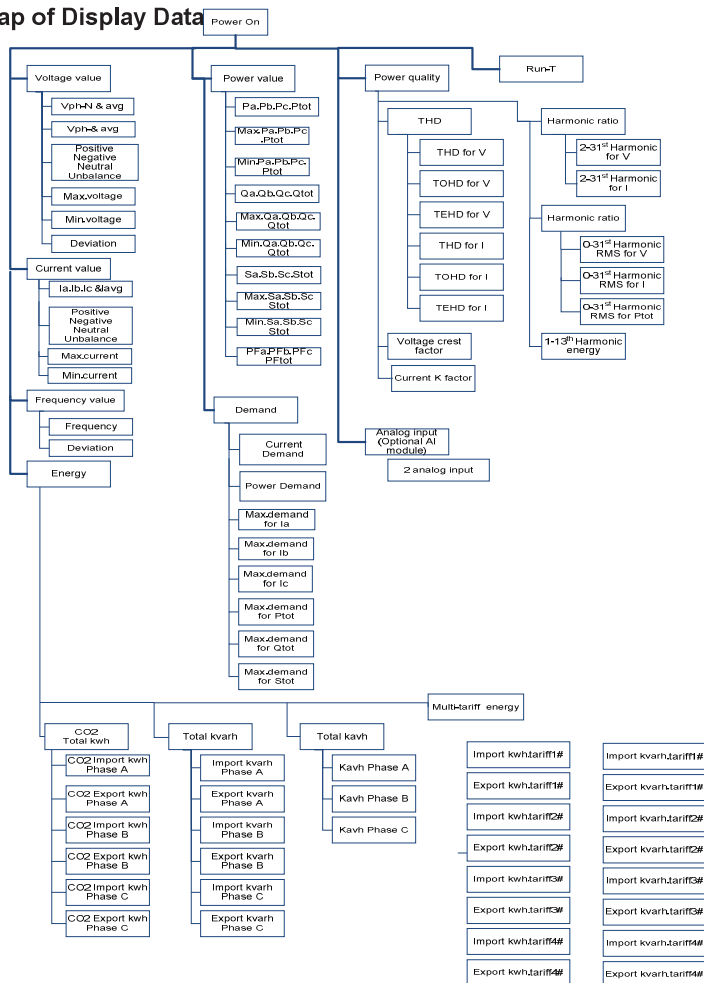 ap of Display Data
Power On
Voltage value
Vph-N & avg
Vph-& avg
Positive
Negative
Neutral
Unbalance
Max.voltage
Min.voltage
Deviation
Current value
Ia.Ib.Ic &Iavg
Positive
Negative
Neutral
Unbalance
Max.current
Min.current
Frequency value
Frequency
Deviation
Energy
Power value
Pa.Pb.Pc.Ptot
Max.Pa.Pb.Pc
.Ptot
Min.Pa.Pb.Pc.
Ptot
Qa.Qb.Qc.Qtot
Max.Qa.Qb.Qc.
Qtot
Min.Qa.Qb.Qc.
Qtot
Sa.Sb.Sc.Stot
Max.Sa.Sb.Sc
Stot
Min.Sa.Sb.Sc
Stot
PFa.PFb.PFc
PFtot
Demand
Current
Demand
Power Demand
Max.demand
for Ia
Max.demand
for Ib
Max.demand
for Ic
Max.demand
for Ptot
Max.demand
for Qtot
Max.demand
for Stot
Power quality
THD
THD for V
TOHD for V
TEHD for V
THD for I
TOHD for I
TEHD for I
Voltage crest
factor
Current K factor
Harmonic ratio
2-31st Harmonic
for V
2-31st Harmonic
for I
Harmonic ratio
0-31st Harmonic
RMS for V
0-31st Harmonic
RMS for I
0-31st Harmonic
RMS for Ptot
1-13th Harmonic
energy
Analog input
(Optional AI
module)
2 analog input
Run-T
CO2
Total kwh
CO2 Import kwh
Phase A
CO2 Export kwh
Phase A
CO2 Import kwh
Phase B
CO2 Export kwh
Phase B
CO2 Import kwh
Phase C
CO2 Export kwh
Phase C
Total kvarh
Import kvarh
Phase A
Export kvarh
Phase A
Import kvarh
Phase B
Export kvarh
Phase B
Import kvarh
Phase C
Export kvarh
Phase C
Total kavh
Kavh Phase A
Kavh Phase B
Kavh Phase C
Multi-tariff energy
Import kwh.tariff1#
Export kwh.tariff1#
Import kwh.tariff2#
Export kwh.tariff2#
Import kwh.tariff3#
Export kwh.tariff3#
Import kwh.tariff4#
Export kwh.tariff4#
Import kvarh.tariff1#
Export kvarh.tariff1#
Import kvarh.tariff2#
Export kvarh.tariff2#
Import kvarh.tariff3#
Export kvarh.tariff3#
Import kvarh.tariff4#
Export kvarh.tariff4#